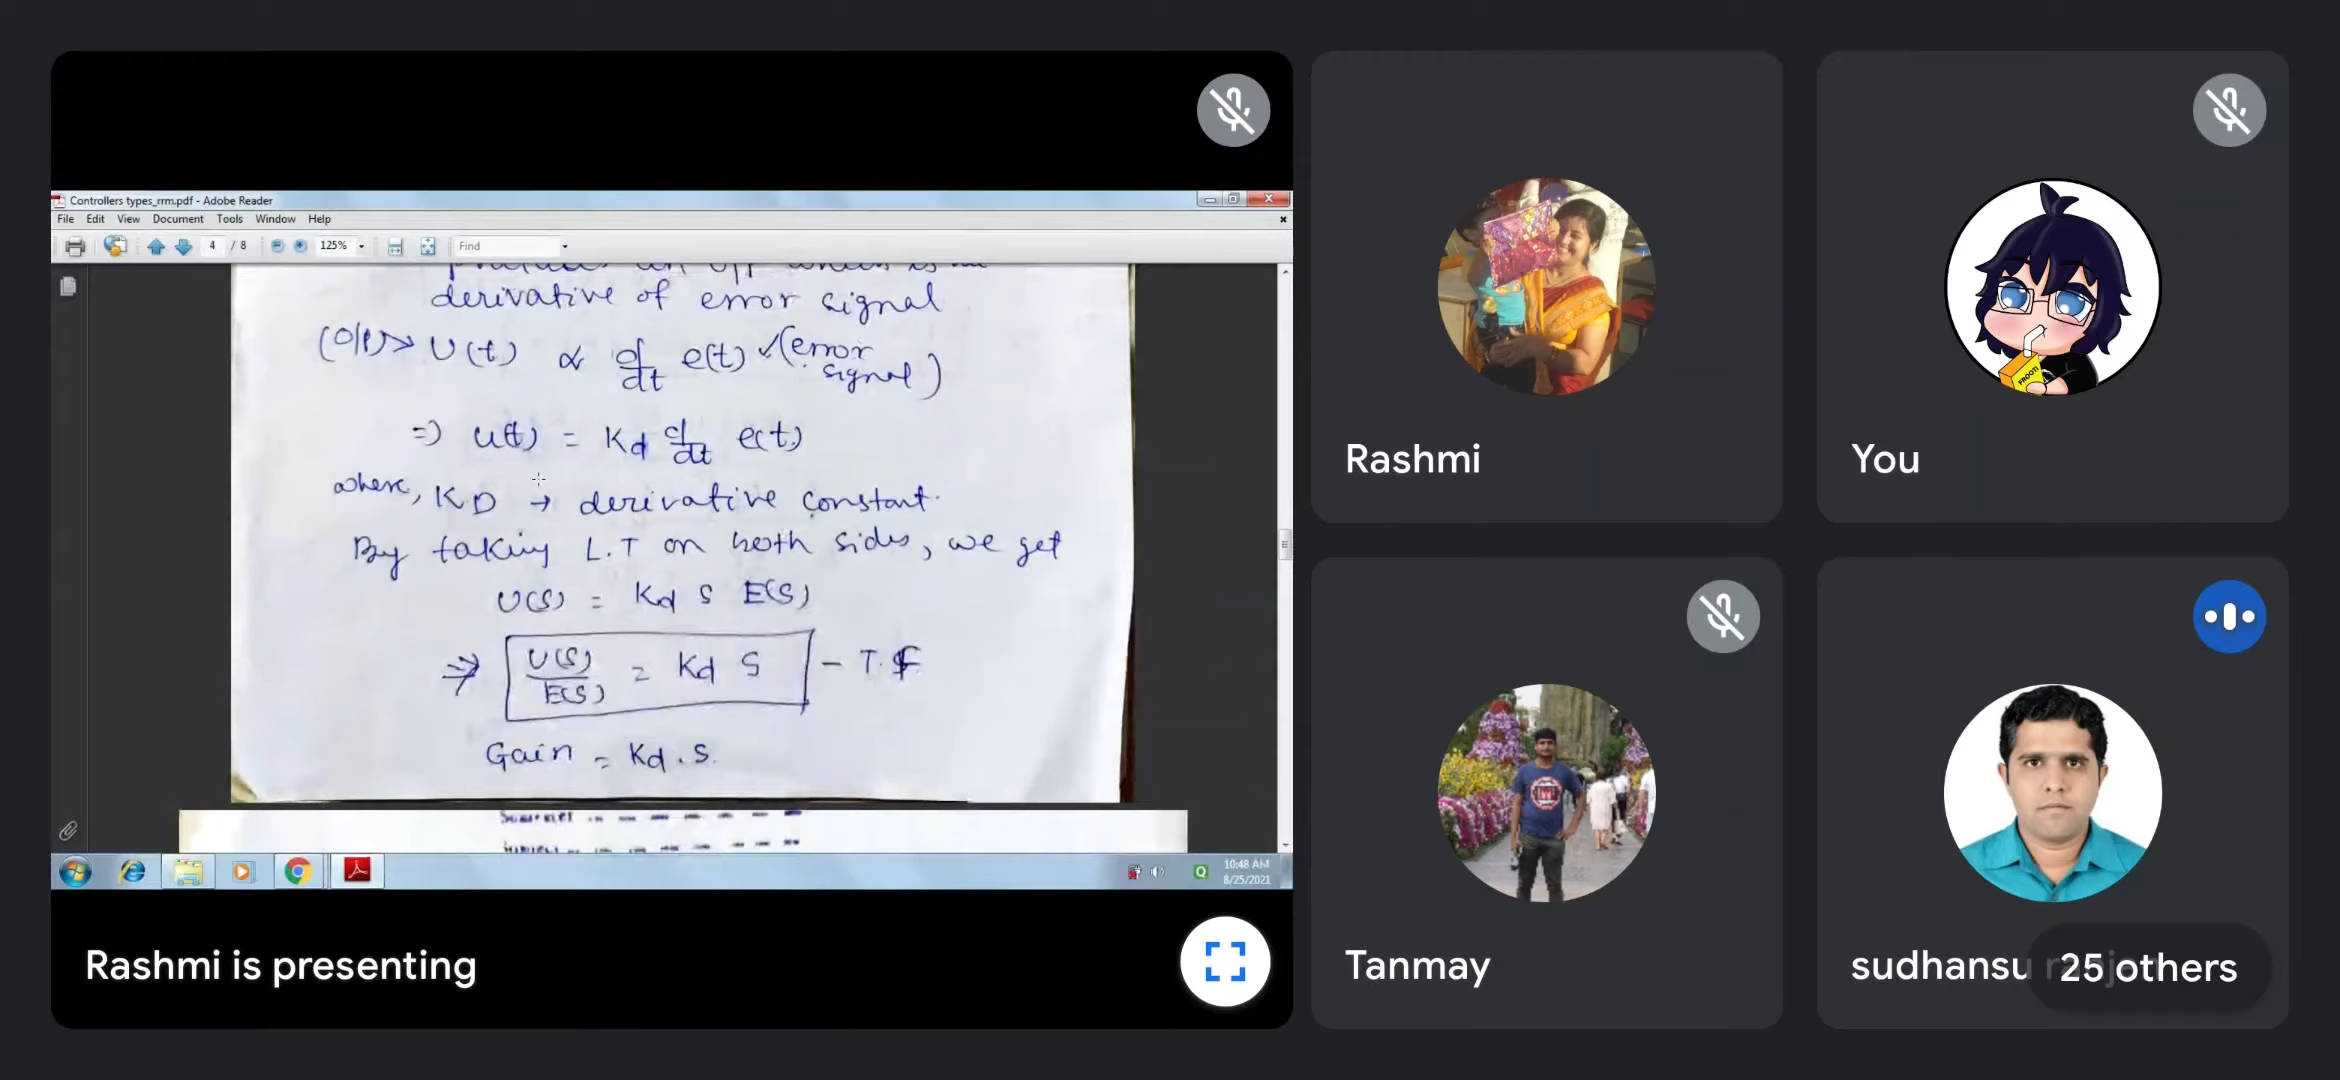 Controllers types_rrm.pdf - Adobe Reader
File Edit View Document Tools Window Help
4 / 8 125% Find
derivative of error signal
(O/P)> U(t) ∝ d/dt e(t) ✓(error signal)
=> u(t) = Kd d/dt e(t)
where, KD → derivative constant.
By taking L.T on both sides, we get
U(S) = Kd S E(S)
=> U(S)/E(S) = Kd S - T.F
Gain = Kd . S.
10:48 AM
8/25/2021
Rashmi is presenting
Rashmi
You
FROOTI
Tanmay
sudhansu
25 others